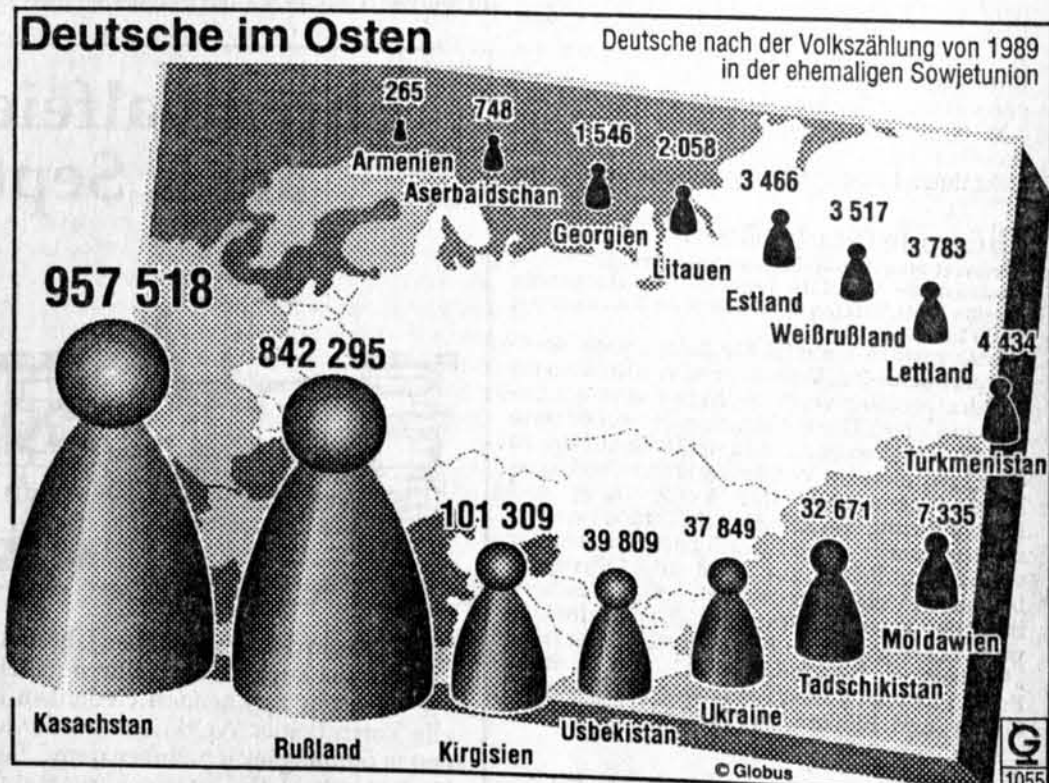 Deutsche im Osten
Deutsche nach der Volkszählung von 1989
in der ehemaligen Sowjetunion
265
Armenien
748
Aserbaidschan
1 546
Georgien
2 058
Litauen
3 466
Estland
3 517
Weißrußland
3 783
Lettland
4 434
Turkmenistan
957 518
Kasachstan
842 295
Rußland
101 309
Kirgisien
39 809
Usbekistan
37 849
Ukraine
32 671
Tadschikistan
7 335
Moldawien
© Globus
G
1055